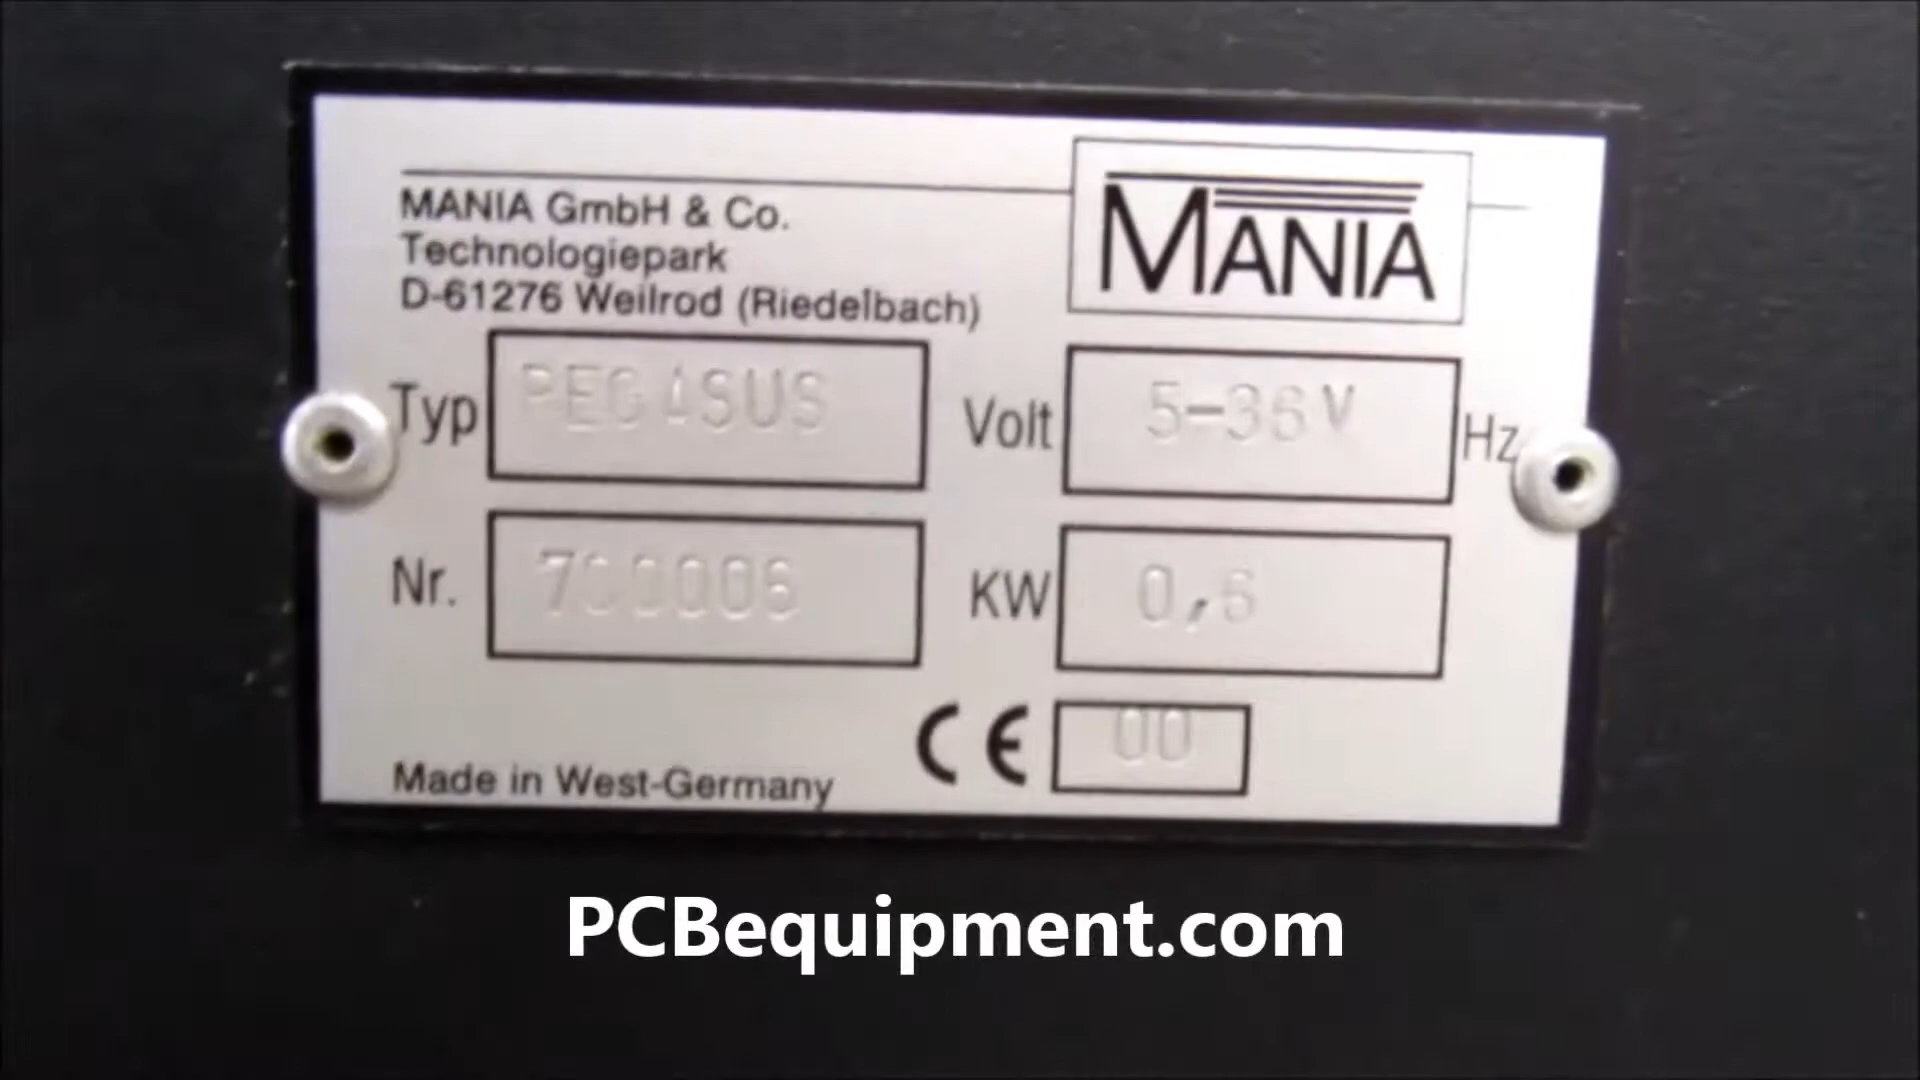 MANIA GmbH & Co.
Technologiepark
D-61276 Weilrod (Riedelbach)
MANIA
Typ PEGASUS Volt 5-36V Hz
Nr. 700006 KW 0,6
CE 00
Made in West-Germany
PCBequipment.com